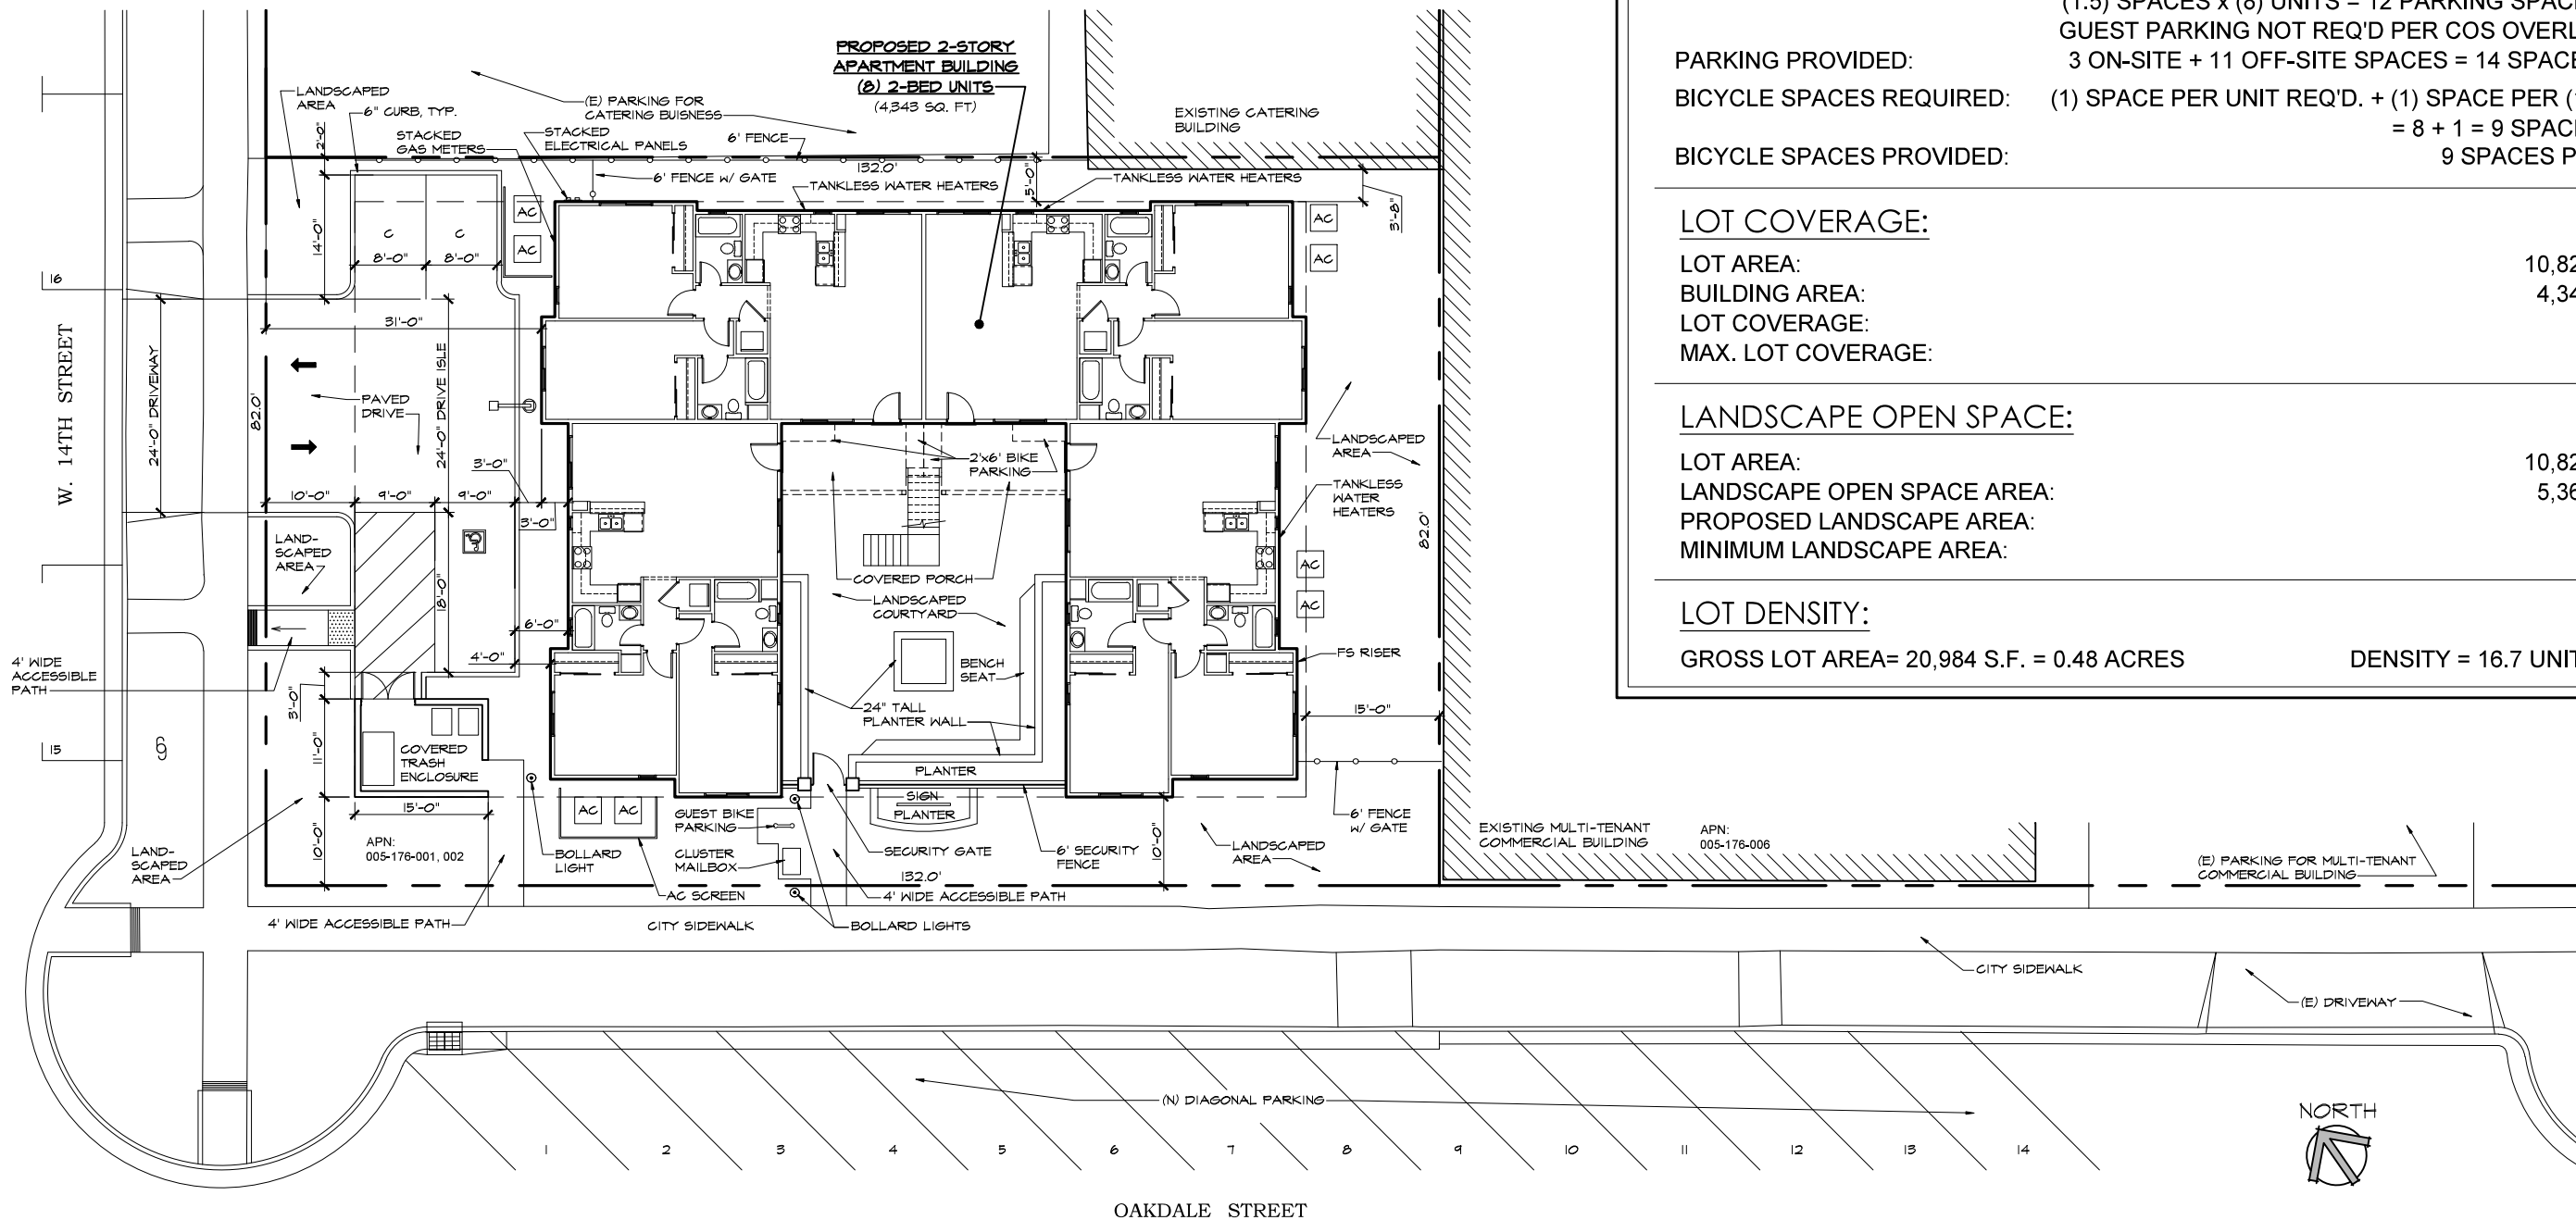 (1.5) SPACES x (8) UNITS = 12 PARKING
GUEST PARKING NOT REQ'D PER COS
PARKING PROVIDED:
3 ON-SITE + 11 OFF-SITE SPACES = 14
BICYCLE SPACES REQUIRED:
(1) SPACE PER UNIT REQ'D. + (1) SPACE PER
= 8 + 1 = 9
BICYCLE SPACES PROVIDED:
9 SPACES
LOT COVERAGE:
LOT AREA:
10,82
BUILDING AREA:
4,34
LOT COVERAGE:
MAX. LOT COVERAGE:
LANDSCAPE OPEN SPACE:
LOT AREA:
10,82
LANDSCAPE OPEN SPACE AREA:
5,36
PROPOSED LANDSCAPE AREA:
MINIMUM LANDSCAPE AREA:
LOT DENSITY:
GROSS LOT AREA= 20,984 S.F. = 0.48 ACRES
DENSITY = 16.7
PROPOSED 2-STORY
APARTMENT BUILDING
(8) 2-BED UNITS
(4,343 SQ. FT)
(E) PARKING FOR
CATERING BUISNESS
EXISTING CATERING
BUILDING
LANDSCAPED
AREA
6" CURB, TYP.
STACKED
GAS METERS
STACKED
ELECTRICAL PANELS
6' FENCE
2'-0"
132.0'
6' FENCE W/ GATE
TANKLESS WATER HEATERS
5'-0"
TANKLESS WATER HEATERS
3'-8"
AC
AC
AC
AC
14'-0"
C
C
8'-0"
8'-0"
16
31'-0"
W. 14TH STREET
24'-0" DRIVEWAY
82.0'
PAVED
DRIVE
24'-0" DRIVE ISLE
3'-0"
10'-0"
9'-0"
9'-0"
3'-0"
2'x6' BIKE
PARKING
LANDSCAPED
AREA
TANKLESS
WATER
HEATERS
82.0'
LAND-
SCAPED
AREA
18'-0"
COVERED PORCH
LANDSCAPED
COURTYARD
AC
AC
6'-0"
4'-0"
4' WIDE
ACCESSIBLE
PATH
BENCH
SEAT
FS RISER
3'-0"
24" TALL
PLANTER WALL
15'-0"
15
11'-0"
COVERED
TRASH
ENCLOSURE
PLANTER
15'-0"
AC
AC
SIGN
PLANTER
GUEST BIKE
PARKING
6' FENCE
W/ GATE
APN:
005-176-001, 002
10'-0"
LAND-
SCAPED
AREA
BOLLARD
LIGHT
CLUSTER
MAILBOX
SECURITY GATE
6' SECURITY
FENCE
10'-0"
LANDSCAPED
AREA
EXISTING MULTI-TENANT
COMMERCIAL BUILDING
APN:
005-176-006
(E) PARKING FOR MULTI-TENANT
COMMERCIAL BUILDING
132.0'
AC SCREEN
4' WIDE ACCESSIBLE PATH
4' WIDE ACCESSIBLE PATH
CITY SIDEWALK
BOLLARD LIGHTS
CITY SIDEWALK
(E) DRIVEWAY
(N) DIAGONAL PARKING
1 2 3 4 5 6 7 8 9 10 11 12 13 14
NORTH
OAKDALE STREET